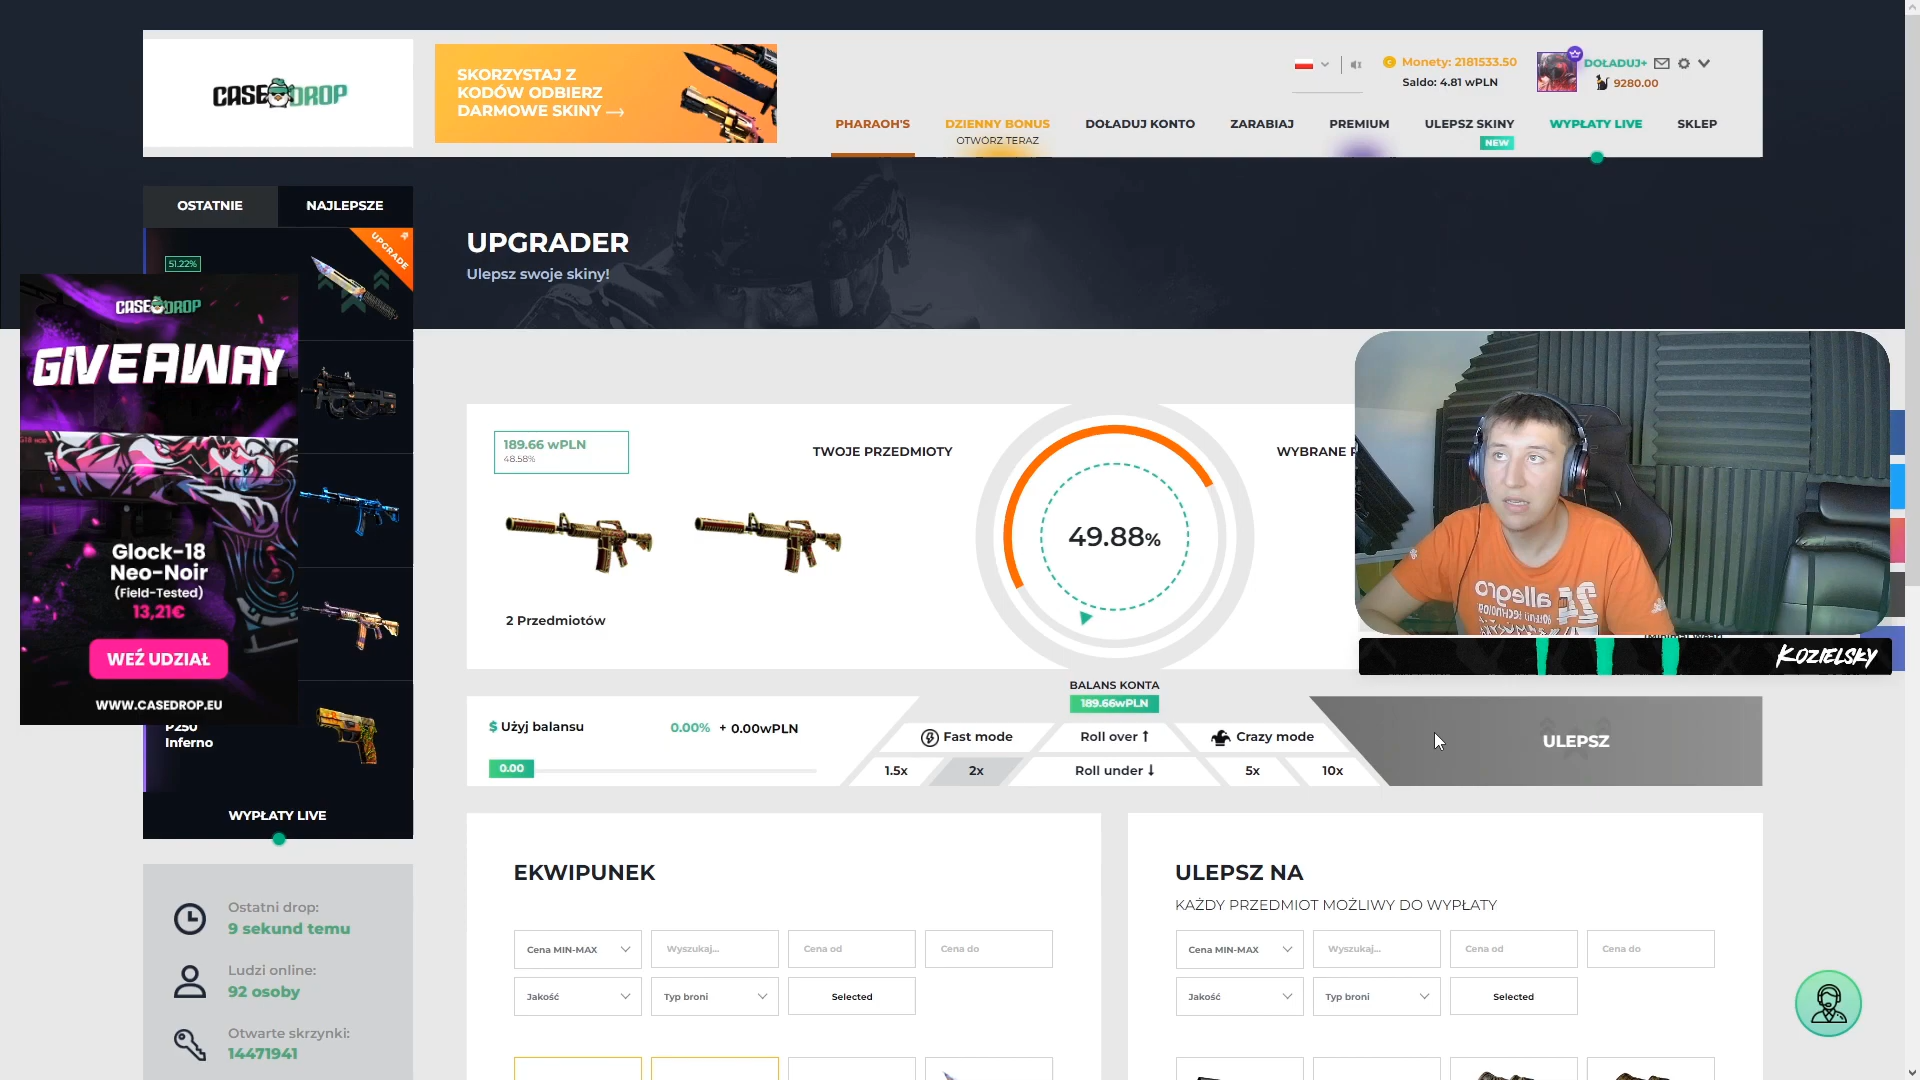 CASEDROP
SKORZYSTAJ Z
KODÓW ODBIERZ
DARMOWE SKINY →
Monety: 2181533.50
Saldo: 4.81 wPLN
DOŁADUJ+
9280.00
PHARAOH'S
DZIENNY BONUS
OTWÓRZ TERAZ
DOŁADUJ KONTO
ZARABIAJ
PREMIUM
ULEPSZ SKINY
NEW
WYPŁATY LIVE
SKLEP
OSTATNIE
NAJLEPSZE
UPGRADE
51.22%
UPGRADER
Ulepsz swoje skiny!
CASEDROP
GIVEAWAY
Glock-18
Neo-Noir
(Field-Tested)
13,21€
WEŹ UDZIAŁ
WWW.CASEDROP.EU
P250
Inferno
WYPŁATY LIVE
Ostatni drop:
9 sekund temu
Ludzi online:
92 osoby
Otwarte skrzynki:
14471941
189.66 wPLN
48.58%
TWOJE PRZEDMIOTY
2 Przedmiotów
49.88%
WYBRANE P
allegro
24
(Minimal Wear)
KOZIELSKY
BALANS KONTA
189.66wPLN
$ Użyj balansu
0.00% + 0.00wPLN
0.00
Fast mode
Roll over ↑
Crazy mode
1.5x
2x
Roll under ↓
5x
10x
ULEPSZ
EKWIPUNEK
Cena MIN-MAX
Wyszukaj...
Cena od
Cena do
Jakość
Typ broni
Selected
ULEPSZ NA
KAŻDY PRZEDMIOT MOŻLIWY DO WYPŁATY
Cena MIN-MAX
Wyszukaj...
Cena od
Cena do
Jakość
Typ broni
Selected